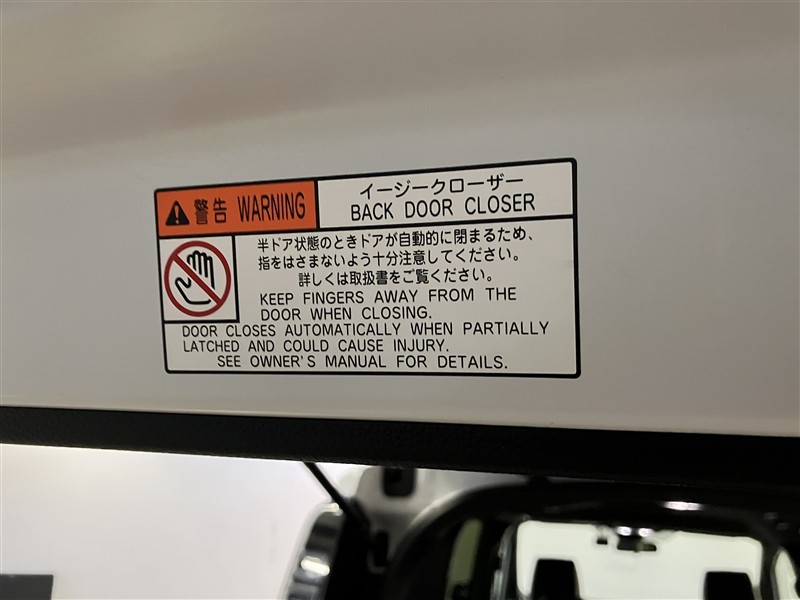 警告 WARNING
イージークローザー
BACK DOOR CLOSER
半ドア状態のときドアが自動的に閉まるため、
指をはさまないよう十分注意してください。
詳しくは取扱書をご覧ください。
KEEP FINGERS AWAY FROM THE
DOOR WHEN CLOSING.
DOOR CLOSES AUTOMATICALLY WHEN PARTIALLY
LATCHED AND COULD CAUSE INJURY.
SEE OWNER'S MANUAL FOR DETAILS.